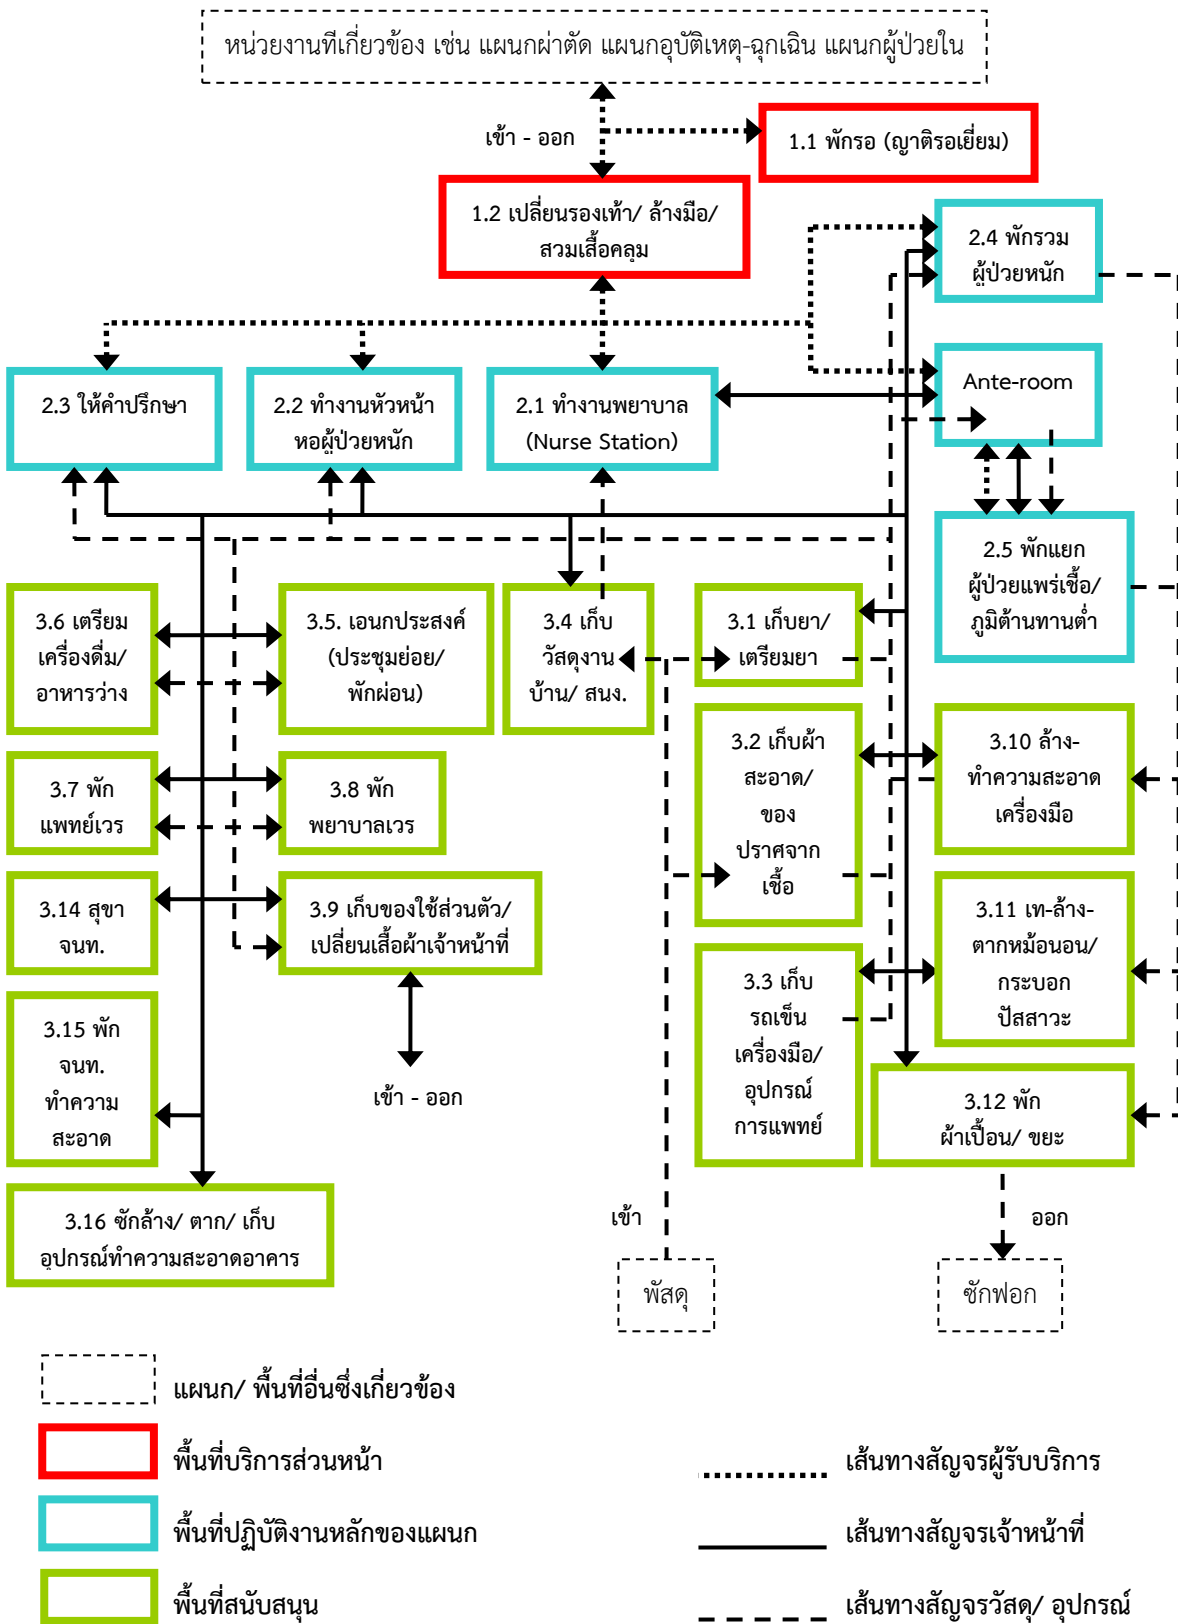 หน่วยงานที่เกี่ยวข้อง เช่น แผนกผ่าตัด แผนกอุบัติเหตุ-ฉุกเฉิน แผนกผู้ป่วยใน
เข้า - ออก
1.1 พักรอ (ญาติรอเยี่ยม)
1.2 เปลี่ยนรองเท้า/ ล้างมือ/
สวมเสื้อคลุม
2.4 พักรวม
ผู้ป่วยหนัก
2.3 ให้คำปรึกษา
2.2 ทำงานหัวหน้า
หอผู้ป่วยหนัก
2.1 ทำงานพยาบาล
(Nurse Station)
Ante-room
2.5 พักแยก
ผู้ป่วยแพร่เชื้อ/
ภูมิต้านทานต่ำ
3.6 เตรียม
เครื่องดื่ม/
อาหารว่าง
3.5. เอนกประสงค์
(ประชุมย่อย/
พักผ่อน)
3.4 เก็บ
วัสดุงาน
บ้าน/ สนง.
3.1 เก็บยา/
เตรียมยา
3.7 พัก
แพทย์เวร
3.8 พัก
พยาบาลเวร
3.2 เก็บผ้า
สะอาด/
ของ
ปราศจาก
เชื้อ
3.10 ล้าง-
ทำความสะอาด
เครื่องมือ
3.14 สุขา
จนท.
3.9 เก็บของใช้ส่วนตัว/
เปลี่ยนเสื้อผ้าเจ้าหน้าที่
3.11 เท-ล้าง-
ตากหม้อนอน/
กระบอก
ปัสสาวะ
3.3 เก็บ
รถเข็น
เครื่องมือ/
อุปกรณ์
การแพทย์
3.15 พัก
จนท.
ทำความ
สะอาด
เข้า - ออก
3.12 พัก
ผ้าเปื้อน/ ขยะ
3.16 ซักล้าง/ ตาก/ เก็บ
อุปกรณ์ทำความสะอาดอาคาร
เข้า
ออก
พัสดุ
ซักฟอก
แผนก/ พื้นที่อื่นซึ่งเกี่ยวข้อง
พื้นที่บริการส่วนหน้า
เส้นทางสัญจรผู้รับบริการ
พื้นที่ปฏิบัติงานหลักของแผนก
เส้นทางสัญจรเจ้าหน้าที่
พื้นที่สนับสนุน
เส้นทางสัญจรวัสดุ/ อุปกรณ์